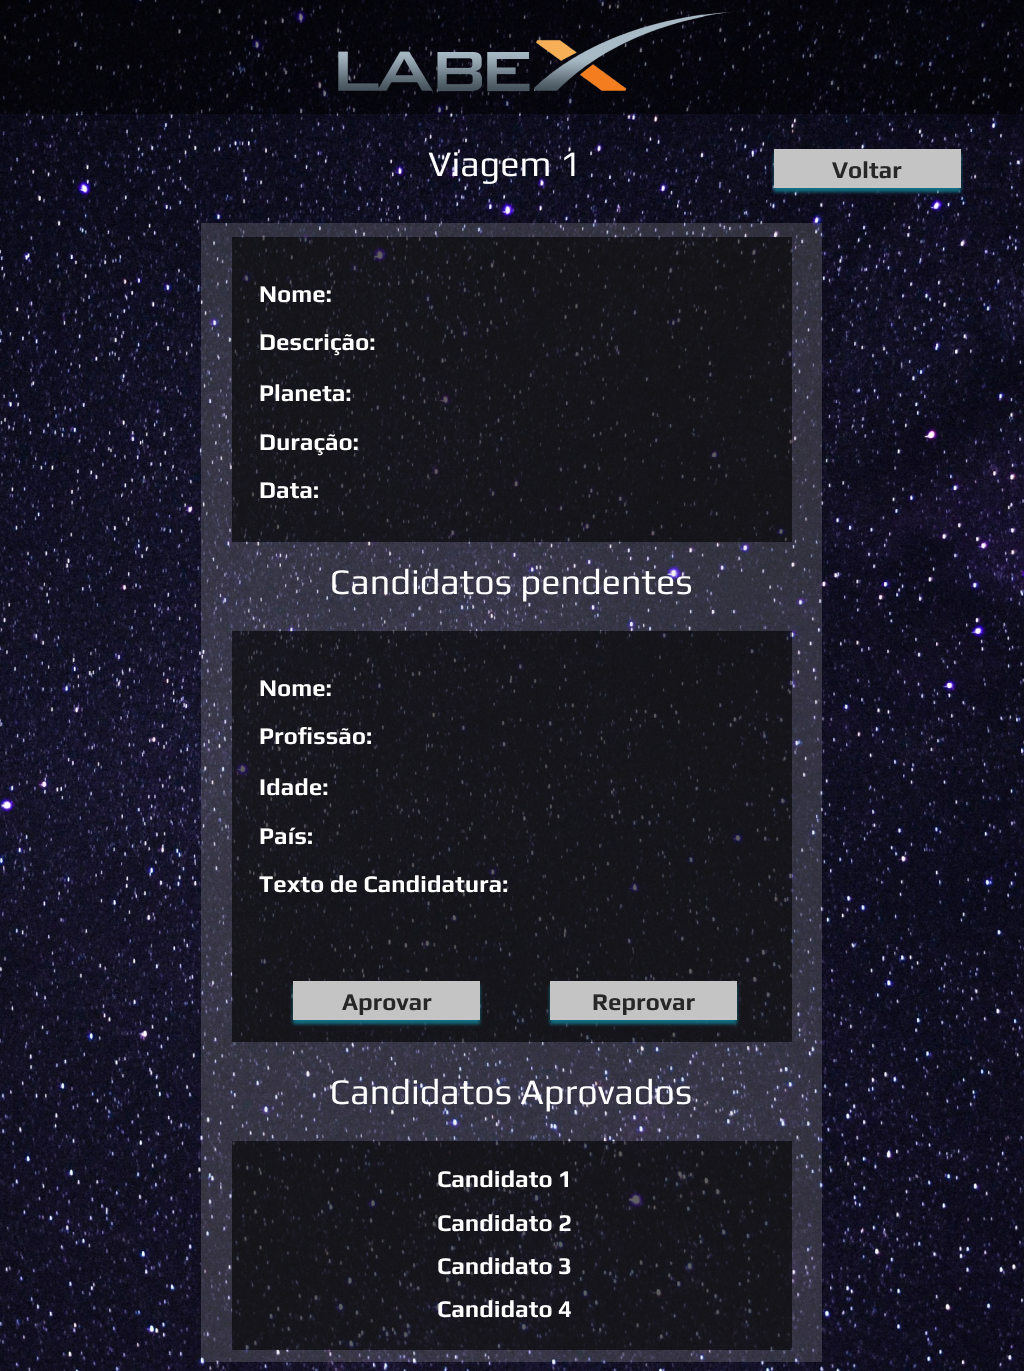 LABEX
Viagem 1
Voltar
Nome:
Descrição:
Planeta:
Duração:
Data:
Candidatos pendentes
Nome:
Profissão:
Idade:
País:
Texto de Candidatura:
Aprovar
Reprovar
Candidatos Aprovados
Candidato 1
Candidato 2
Candidato 3
Candidato 4